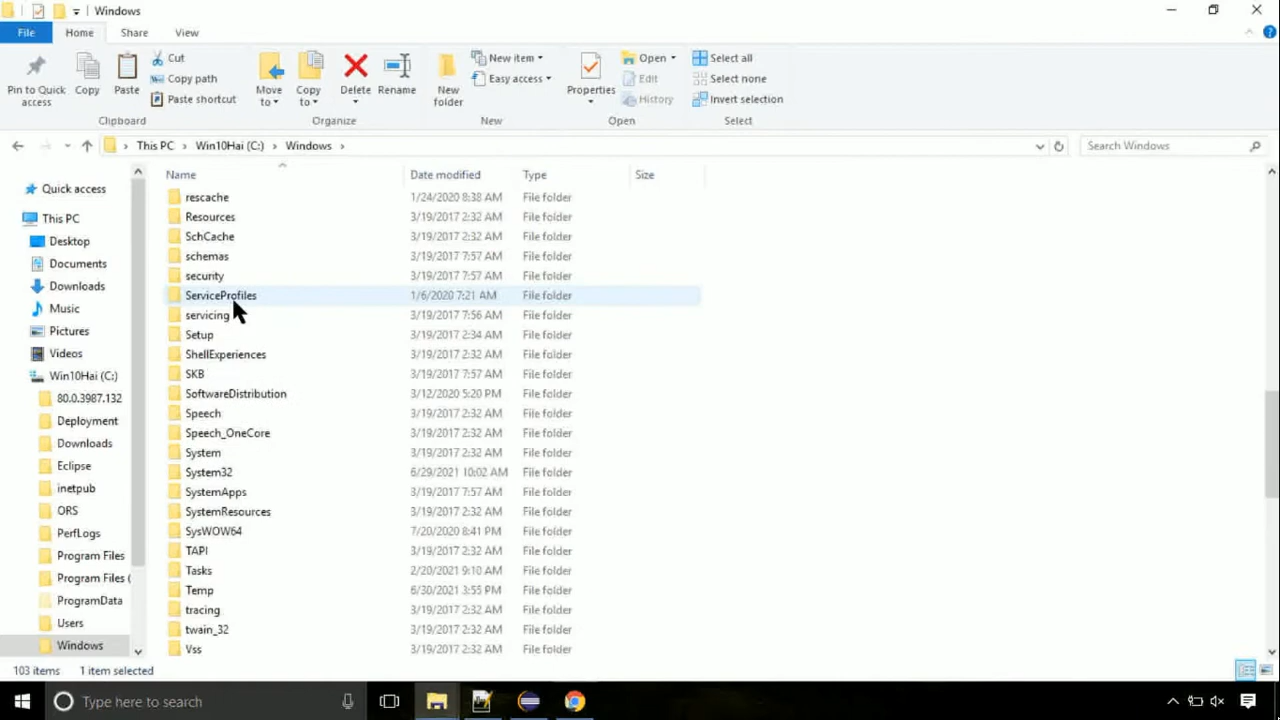 Windows
File Home Share View
Pin to Quick access
Copy
Paste
Cut
Copy path
Paste shortcut
Clipboard
Move to
Copy to
Delete
Rename
Organize
New folder
New item
Easy access
New
Properties
Open
Edit
History
Open
Select all
Select none
Invert selection
Select
This PC Win10Hai (C:) Windows
Search Windows
Quick access
This PC
Desktop
Documents
Downloads
Music
Pictures
Videos
Win10Hai (C:)
80.0.3987.132
Deployment
Downloads
Eclipse
inetpub
ORS
PerfLogs
Program Files
Program Files (
ProgramData
Users
Windows
Name Date modified Type Size
rescache 1/24/2020 8:38 AM File folder
Resources 3/19/2017 2:32 AM File folder
SchCache 3/19/2017 2:32 AM File folder
schemas 3/19/2017 7:57 AM File folder
security 3/19/2017 7:57 AM File folder
ServiceProfiles 1/6/2020 7:21 AM File folder
servicing 3/19/2017 7:56 AM File folder
Setup 3/19/2017 2:34 AM File folder
ShellExperiences 3/19/2017 2:32 AM File folder
SKB 3/19/2017 7:57 AM File folder
SoftwareDistribution 3/12/2020 5:20 PM File folder
Speech 3/19/2017 2:32 AM File folder
Speech_OneCore 3/19/2017 2:32 AM File folder
System 3/19/2017 2:32 AM File folder
System32 6/29/2021 10:02 AM File folder
SystemApps 3/19/2017 7:57 AM File folder
SystemResources 3/19/2017 2:32 AM File folder
SysWOW64 7/20/2020 8:41 PM File folder
TAPI 3/19/2017 2:32 AM File folder
Tasks 2/20/2021 9:10 AM File folder
Temp 6/30/2021 3:55 PM File folder
tracing 3/19/2017 2:32 AM File folder
twain_32 3/19/2017 2:32 AM File folder
Vss 3/19/2017 2:32 AM File folder
103 items 1 item selected
Type here to search